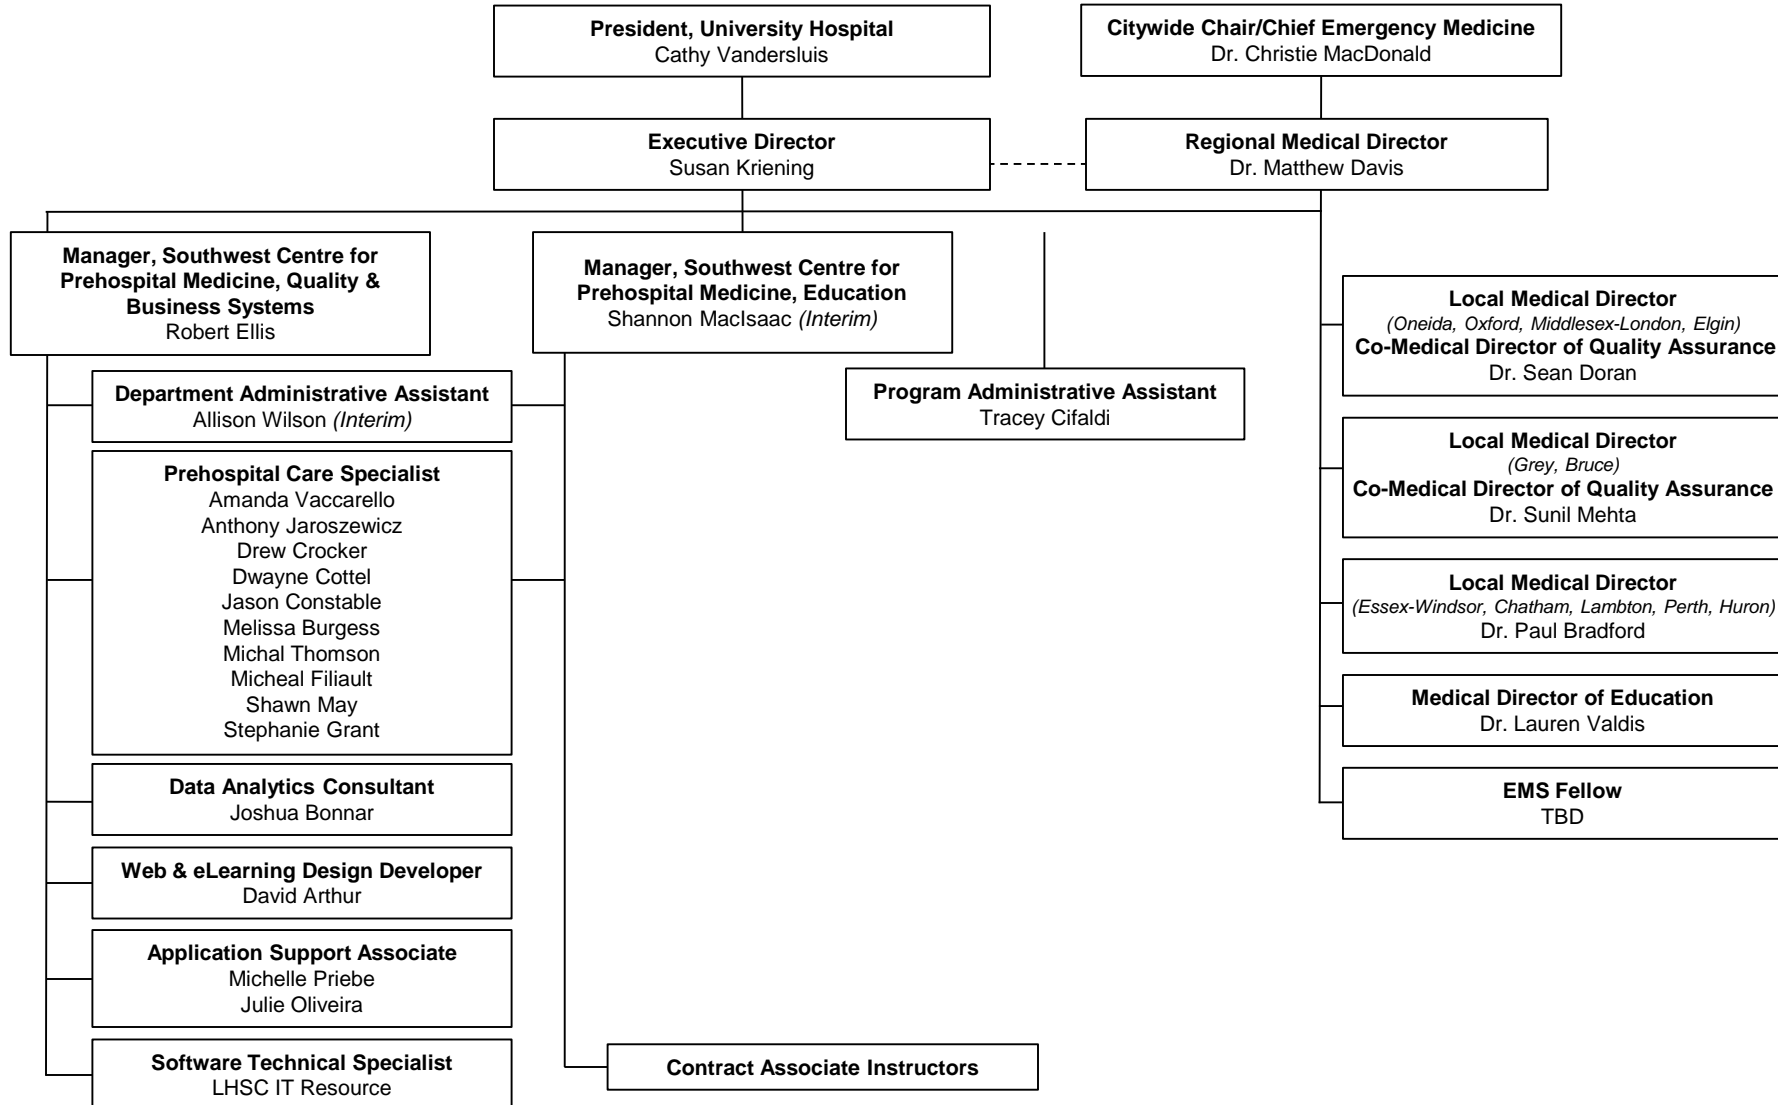 President, University Hospital
Cathy Vandersluis
Citywide Chair/Chief Emergency Medicine
Dr. Christie MacDonald
Executive Director
Susan Kriening
Regional Medical Director
Dr. Matthew Davis
Manager, Southwest Centre for
Prehospital Medicine, Quality &
Business Systems
Robert Ellis
Manager, Southwest Centre for
Prehospital Medicine, Education
Shannon MacIsaac (Interim)
Department Administrative Assistant
Allison Wilson (Interim)
Prehospital Care Specialist
Amanda Vaccarello
Anthony Jaroszewicz
Drew Crocker
Dwayne Cottel
Jason Constable
Melissa Burgess
Michal Thomson
Micheal Filiault
Shawn May
Stephanie Grant
Data Analytics Consultant
Joshua Bonnar
Web & eLearning Design Developer
David Arthur
Application Support Associate
Michelle Priebe
Julie Oliveira
Software Technical Specialist
LHSC IT Resource
Contract Associate Instructors
Program Administrative Assistant
Tracey Cifaldi
Local Medical Director
(Oneida, Oxford, Middlesex-London, Elgin)
Co-Medical Director of Quality Assurance
Dr. Sean Doran
Local Medical Director
(Grey, Bruce)
Co-Medical Director of Quality Assurance
Dr. Sunil Mehta
Local Medical Director
(Essex-Windsor, Chatham, Lambton, Perth, Huron)
Dr. Paul Bradford
Medical Director of Education
Dr. Lauren Valdis
EMS Fellow
TBD